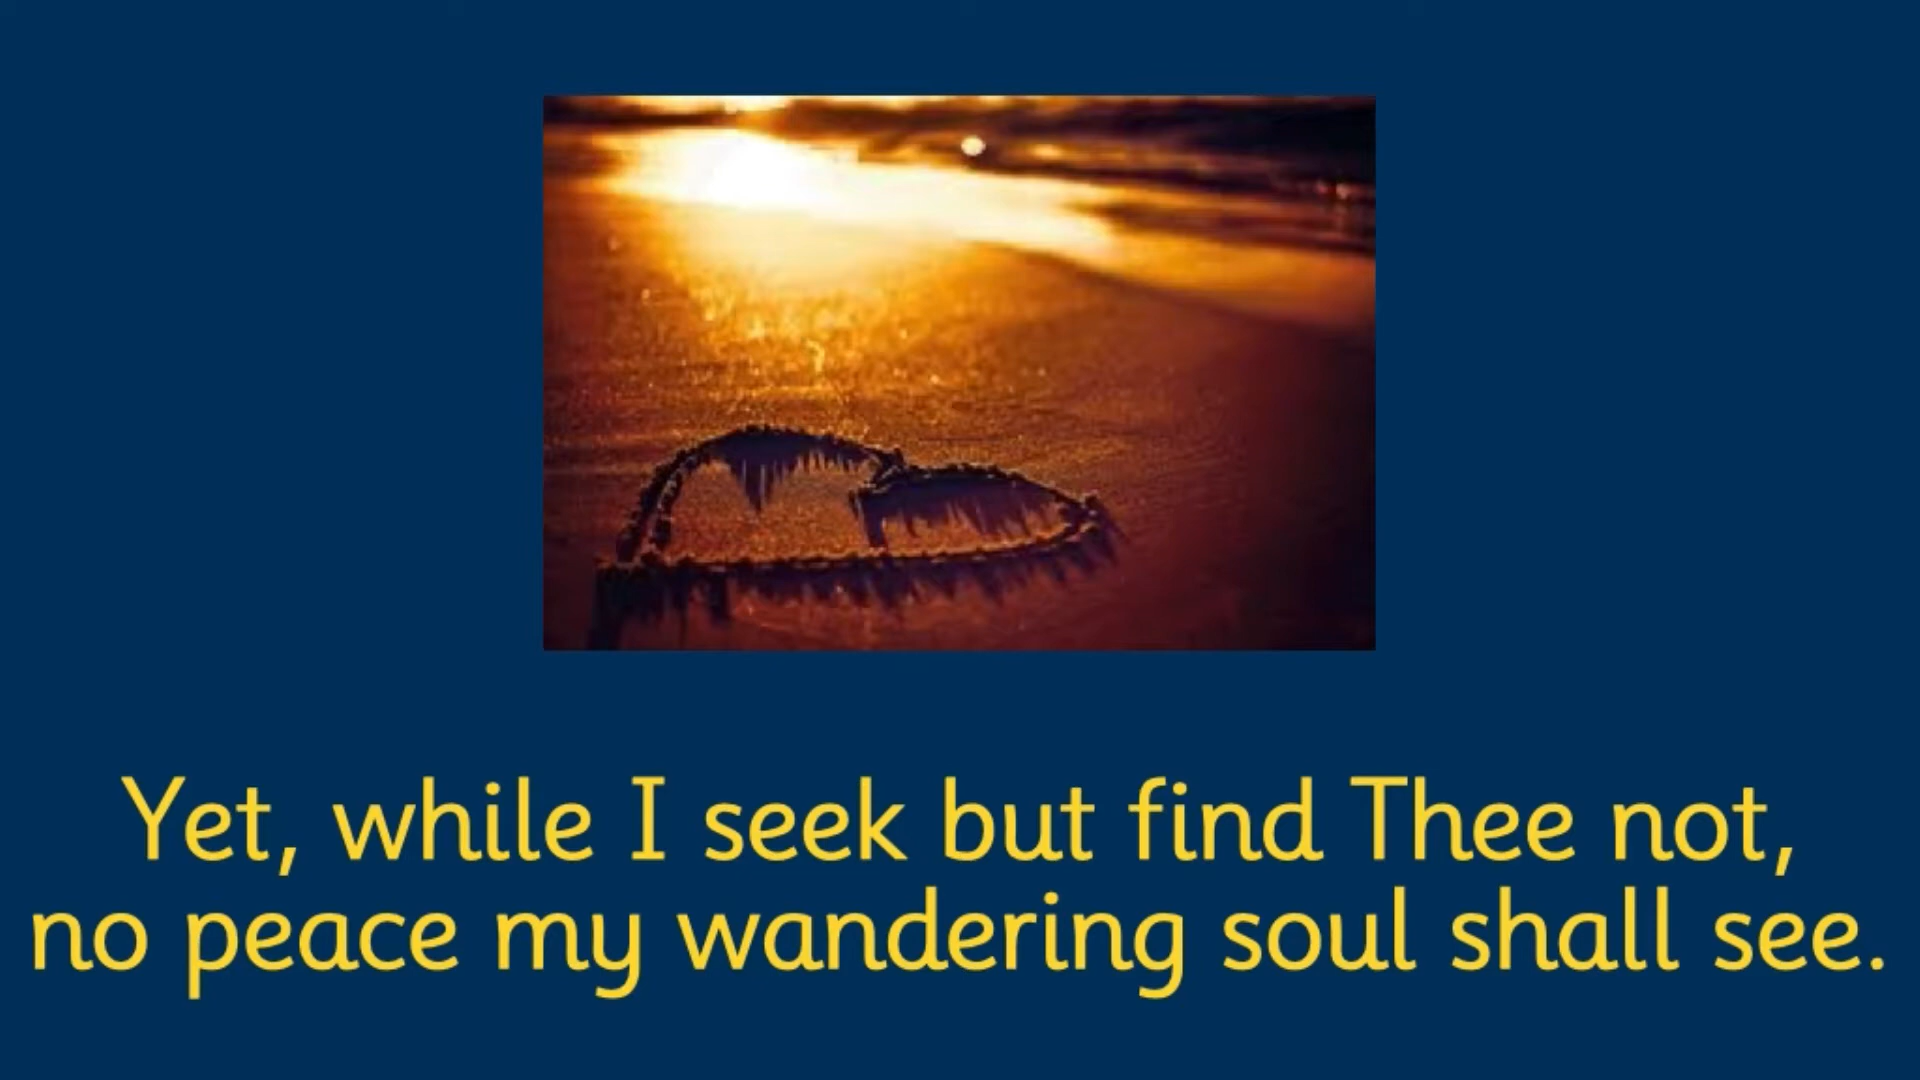 Yet, while I seek but find Thee not,
no peace my wandering soul shall see.